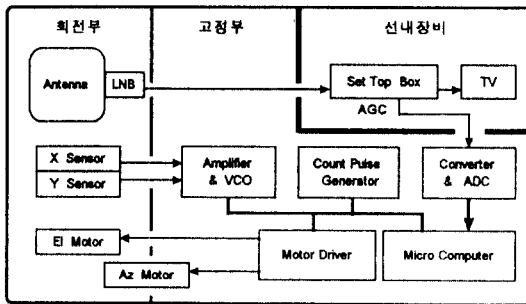 회전부
고정부
선내장비
Antenna
LNB
Set Top Box
TV
AGC
X Sensor
Y Sensor
Amplifier
& VCO
Count Pulse
Generator
Converter
& ADC
El Motor
Az Motor
Motor Driver
Micro Computer